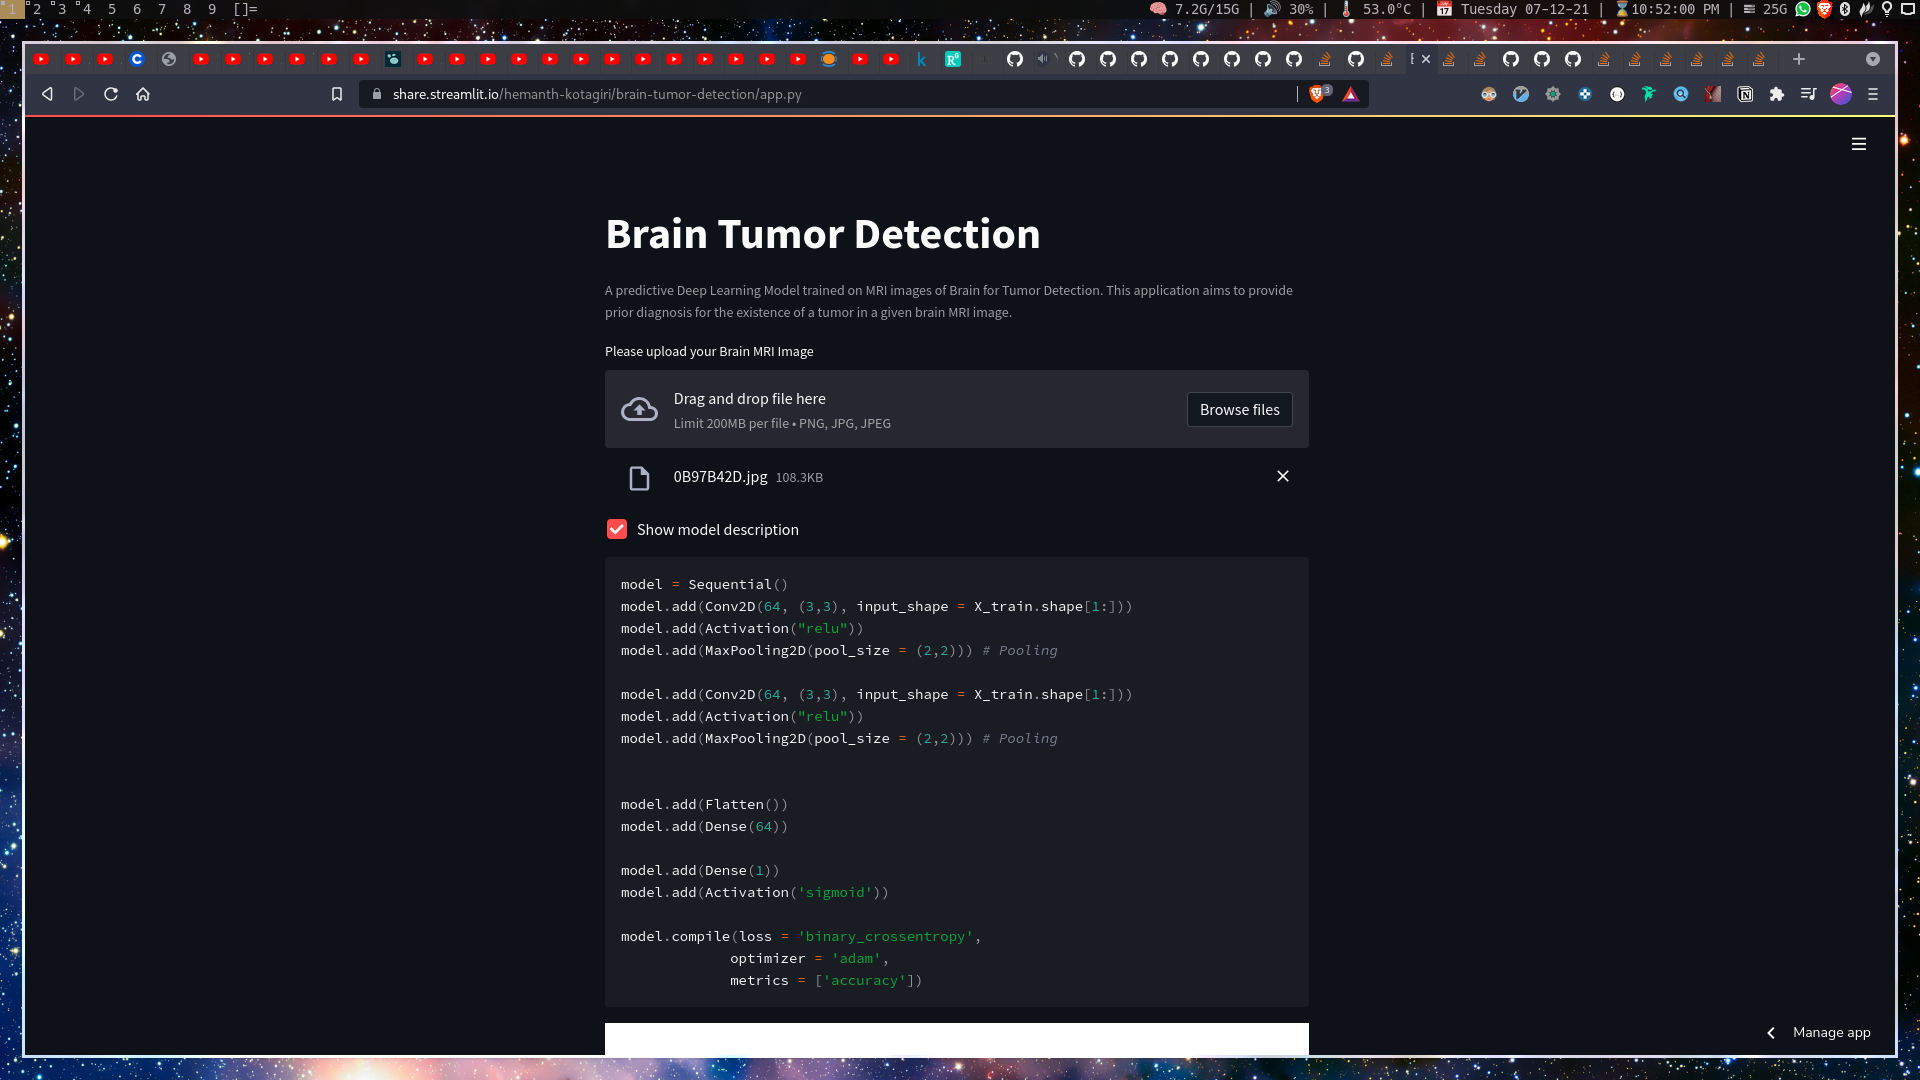 1 2 3 4 5 6 7 8 9 []=
7.2G/15G | 30% | 53.0°C | Tuesday 07-12-21 | 10:52:00 PM | 25G
share.streamlit.io/hemanth-kotagiri/brain-tumor-detection/app.py
3
Brain Tumor Detection
A predictive Deep Learning Model trained on MRI images of Brain for Tumor Detection. This application aims to provide
prior diagnosis for the existence of a tumor in a given brain MRI image.
Please upload your Brain MRI Image
Drag and drop file here
Limit 200MB per file • PNG, JPG, JPEG
Browse files
0B97B42D.jpg 108.3KB
Show model description
model = Sequential()
model.add(Conv2D(64, (3,3), input_shape = X_train.shape[1:]))
model.add(Activation("relu"))
model.add(MaxPooling2D(pool_size = (2,2))) # Pooling
model.add(Conv2D(64, (3,3), input_shape = X_train.shape[1:]))
model.add(Activation("relu"))
model.add(MaxPooling2D(pool_size = (2,2))) # Pooling
model.add(Flatten())
model.add(Dense(64))
model.add(Dense(1))
model.add(Activation('sigmoid'))
model.compile(loss = 'binary_crossentropy',
optimizer = 'adam',
metrics = ['accuracy'])
Manage app